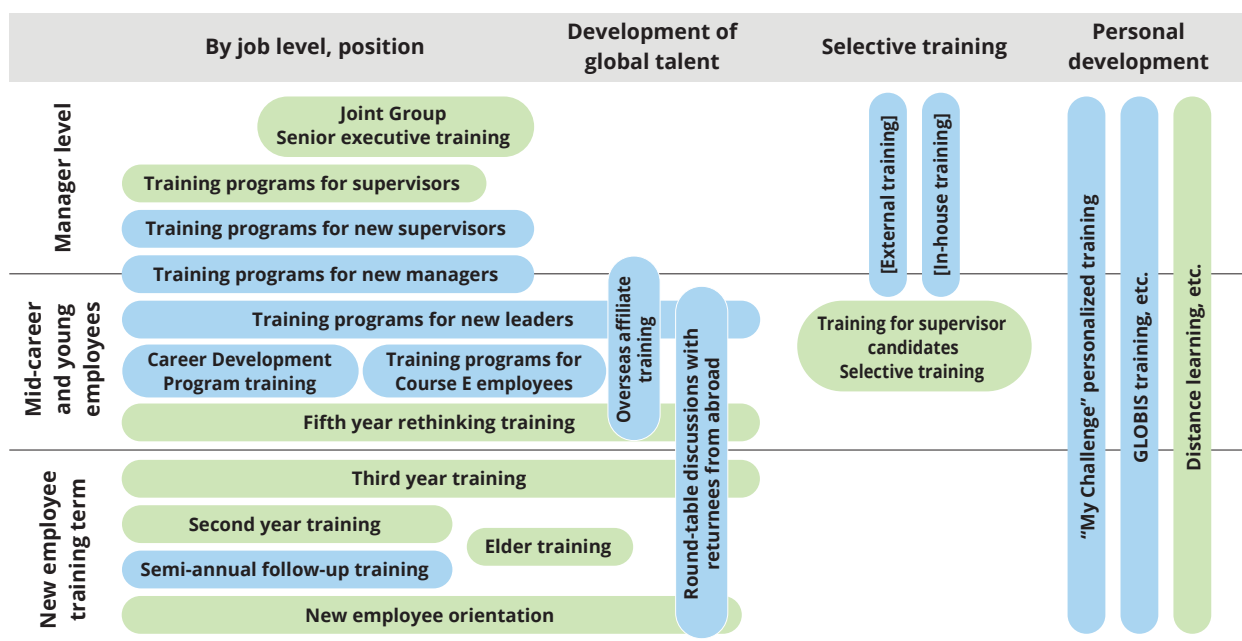 By job level, position
Development of
global talent
Selective training
Personal
development
Manager level
Joint Group
Senior executive training
Training programs for supervisors
Training programs for new supervisors
Training programs for new managers
[External training]
[In-house training]
"My Challenge” personalized training
GLOBIS training, etc.
Distance learning, etc.
Mid-career
and young
employees
Training programs for new leaders
Career Development
Program training
Training programs for
Course E employees
Fifth year rethinking training
Overseas affiliate
training
Round-table discussions with
returnees from abroad
Training for supervisor
candidates
Selective training
New employee
training term
Third year training
Second year training
Elder training
Semi-annual follow-up training
New employee orientation